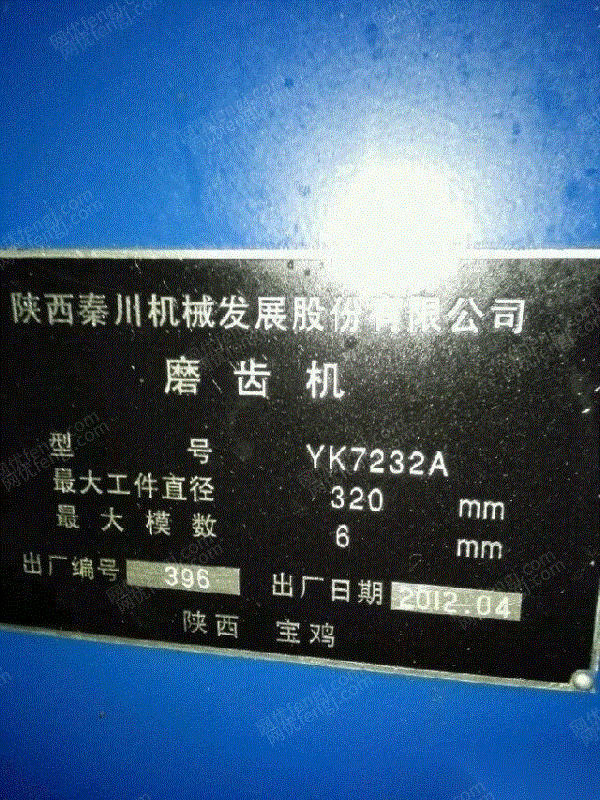 陕西秦川机械发展股份有限公司
磨齿机
型号 YK7232A
最大工件直径 320 mm
最大模数 6 mm
出厂编号 396 出厂日期 2012.04
陕西 宝鸡